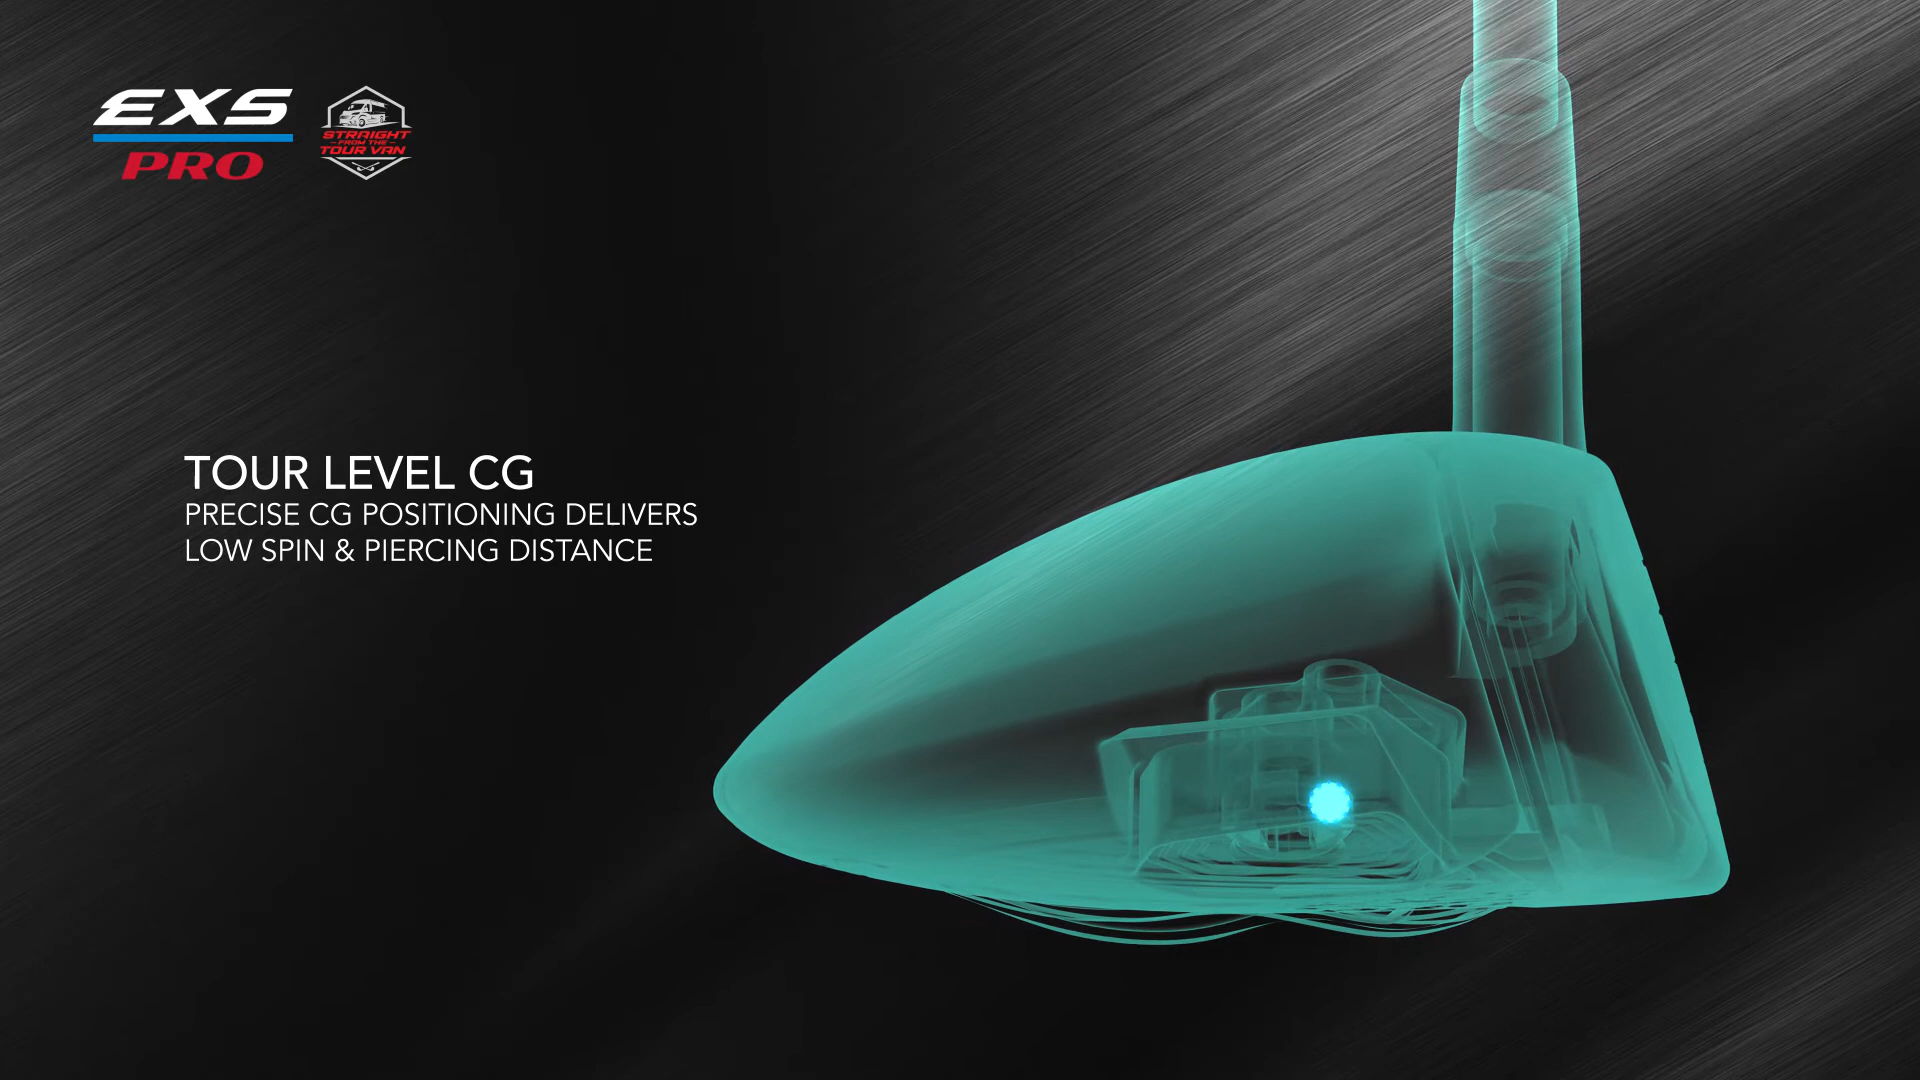 EXS
PRO
STRAIGHT
FROM THE
TOUR VAN
TOUR LEVEL CG
PRECISE CG POSITIONING DELIVERS
LOW SPIN & PIERCING DISTANCE